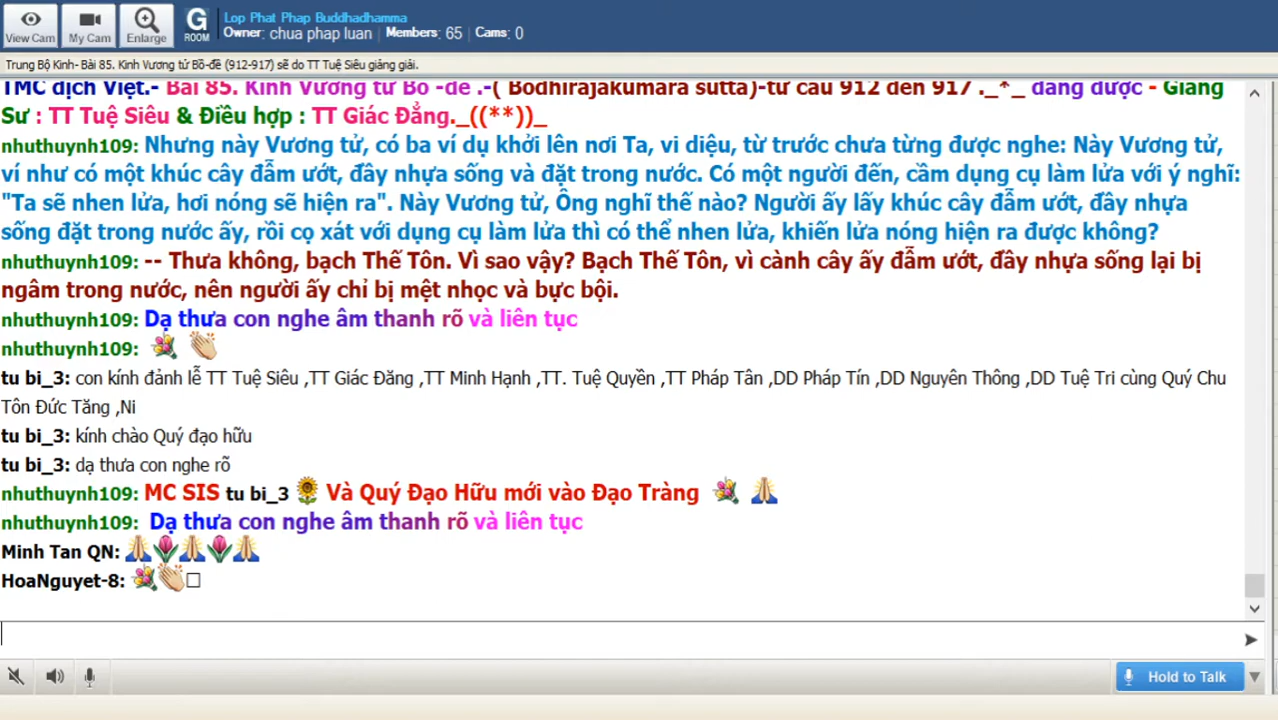 View Cam
My Cam
Enlarge
G
ROOM
Lop Phat Phap Buddhadhamma
Owner: chua phap luan | Members: 65 | Cams: 0
Trung Bộ Kinh- Bài 85. Kinh Vương tử Bồ-đề (912-917) sẽ do TT Tuệ Siêu giảng giải.
TMC dịch Việt.- Bài 85. Kinh Vương tử Bồ -đề .-( Bodhirajakumara sutta)-từ câu 912 đến 917 ._*_ đang được - Giảng
Sư : TT Tuệ Siêu & Điều hợp : TT Giác Đẳng._((**))_
nhuthuynh109: Nhưng này Vương tử, có ba ví dụ khởi lên nơi Ta, vi diệu, từ trước chưa từng được nghe: Này Vương tử,
ví như có một khúc cây đẫm ướt, đầy nhựa sống và đặt trong nước. Có một người đến, cầm dụng cụ làm lửa với ý nghĩ:
"Ta sẽ nhen lửa, hơi nóng sẽ hiện ra". Này Vương tử, Ông nghĩ thế nào? Người ấy lấy khúc cây đẫm ướt, đầy nhựa
sống đặt trong nước ấy, rồi cọ xát với dụng cụ làm lửa thì có thể nhen lửa, khiến lửa nóng hiện ra được không?
nhuthuynh109: -- Thưa không, bạch Thế Tôn. Vì sao vậy? Bạch Thế Tôn, vì cành cây ấy đẫm ướt, đầy nhựa sống lại bị
ngâm trong nước, nên người ấy chỉ bị mệt nhọc và bực bội.
nhuthuynh109: Dạ thưa con nghe âm thanh rõ và liên tục
nhuthuynh109:
tu bi_3: con kính đảnh lễ TT Tuệ Siêu ,TT Giác Đăng ,TT Minh Hạnh ,TT. Tuệ Quyền ,TT Pháp Tân ,DD Pháp Tín ,DD Nguyên Thông ,DD Tuệ Tri cùng Quý Chu
Tôn Đức Tăng ,Ni
tu bi_3: kính chào Quý đạo hữu
tu bi_3: dạ thưa con nghe rõ
nhuthuynh109: MC SIS tu bi_3 🌻 Và Quý Đạo Hữu mới vào Đạo Tràng 💐 🙏
nhuthuynh109: Dạ thưa con nghe âm thanh rõ và liên tục
Minh Tan QN: 🙏🌷🙏🌷🙏
HoaNguyet-8: 💐👏□
Hold to Talk